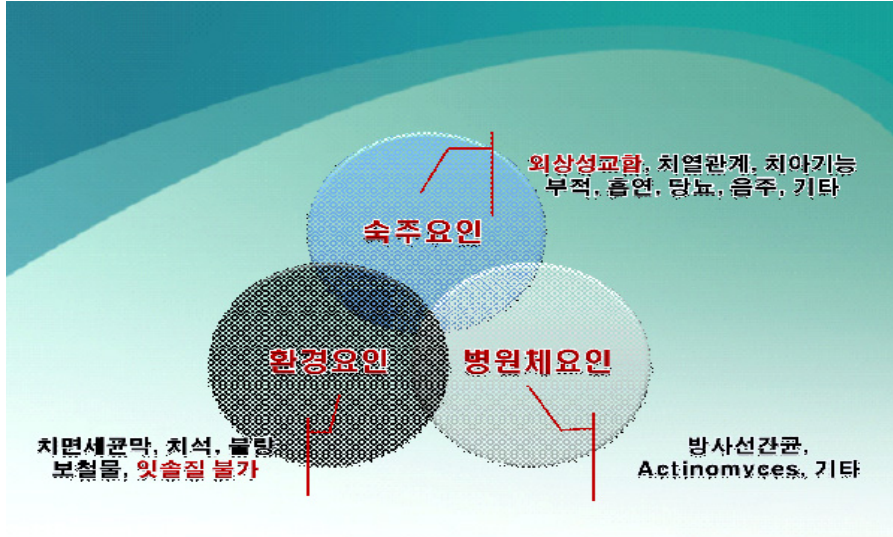 외상성교합, 치열관계, 치아기능
부적, 흡연, 당뇨, 음주, 기타
숙주요인
환경요인
병원체요인
치면세균막, 치석, 불량
보철물, 잇솔질 불가
방사선간균,
Actinomyces, 기타